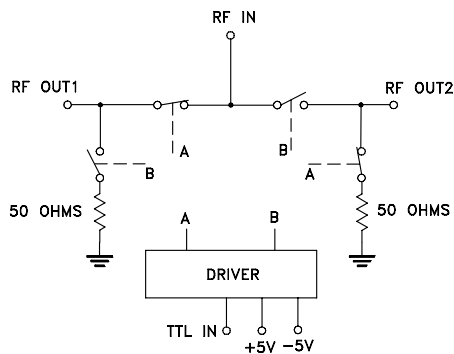 RF IN
RF OUT1
RF OUT2
A
B
B
A
50 OHMS
50 OHMS
A
B
DRIVER
TTL IN
+5V
-5V